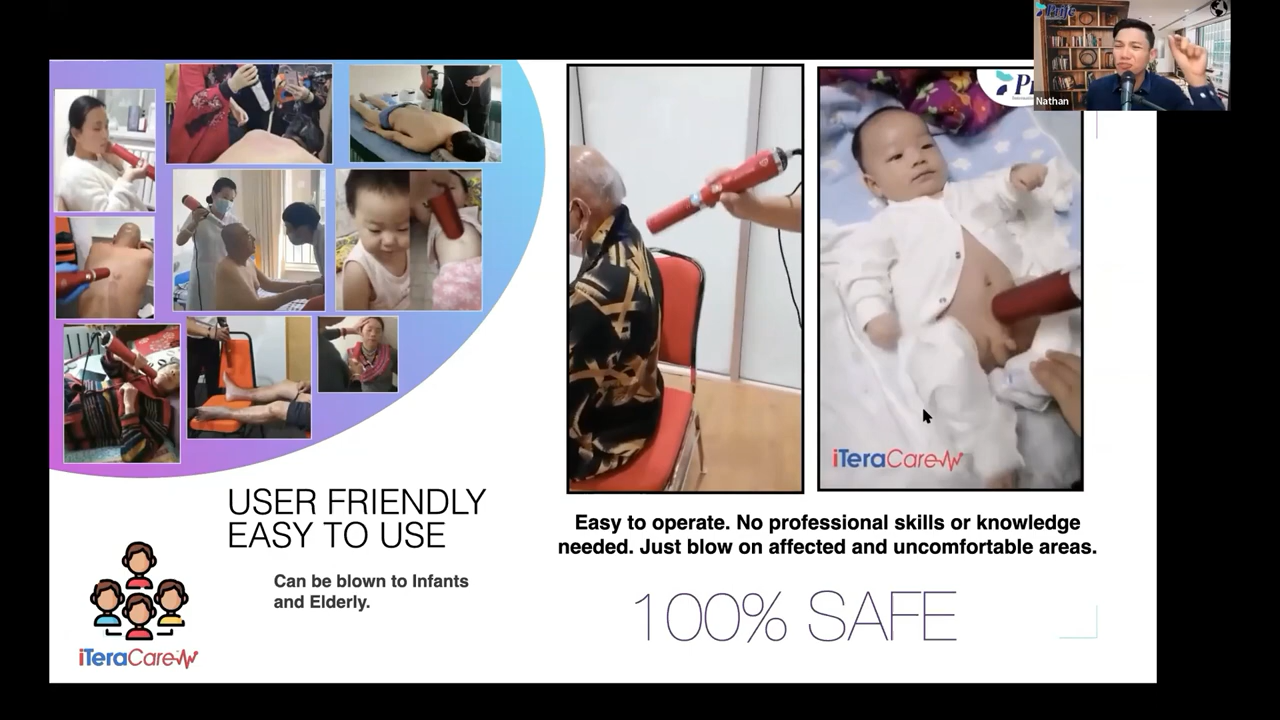 Prife
Nathan
iTeraCare
USER FRIENDLY
EASY TO USE
Can be blown to Infants
and Elderly.
iTeraCare
Easy to operate. No professional skills or knowledge
needed. Just blow on affected and uncomfortable areas.
100% SAFE